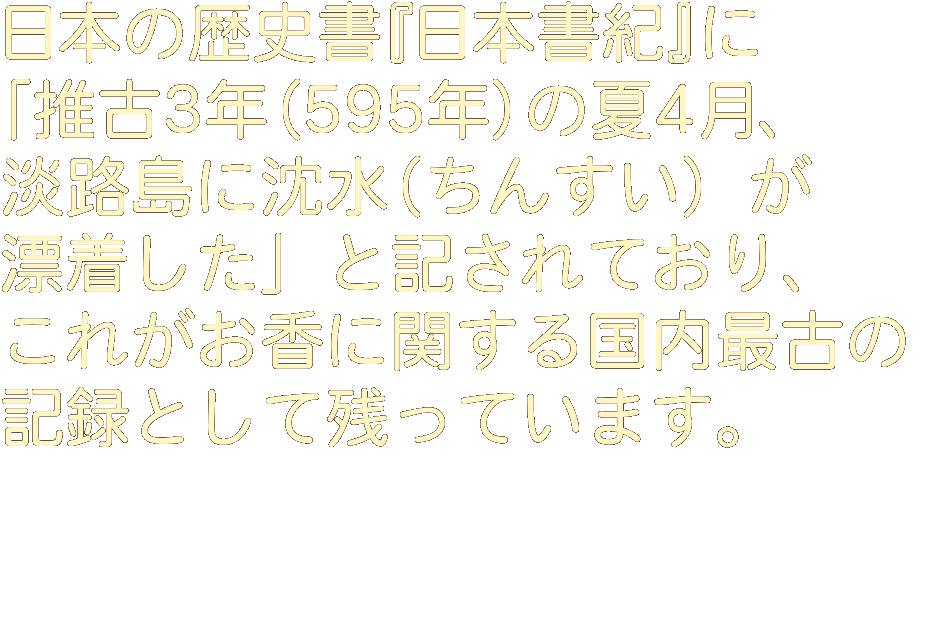 日本の歴史書『日本書紀』に
「推古3年(595年)の夏4月、
淡路島に沈水(ちんすい) が
漂着した」と記されており、
これがお香に関する国内最古の
記録として残っています。